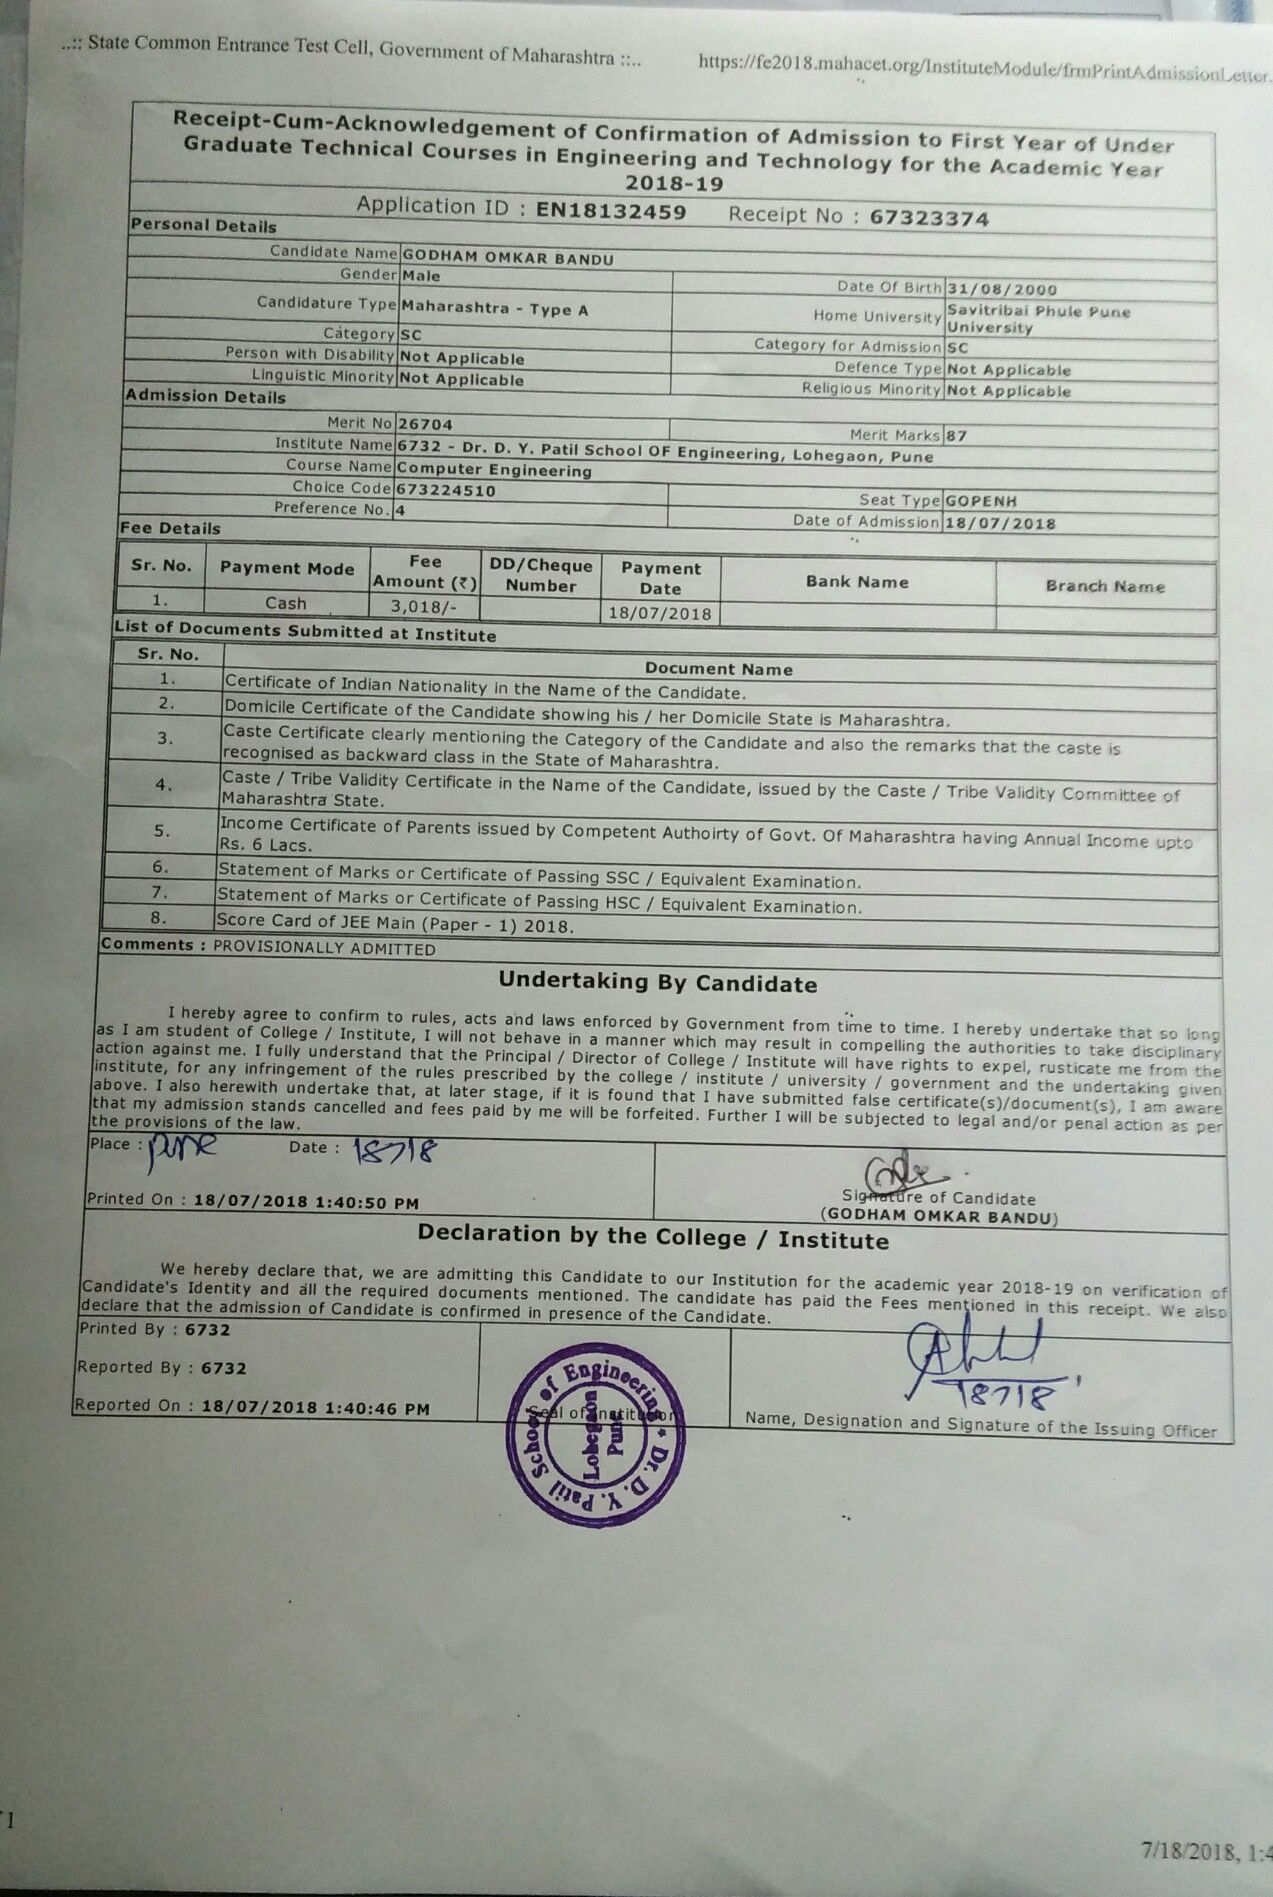 ..:: State Common Entrance Test Cell, Government of Maharashtra ::..
https://fe2018.mahacet.org/InstituteModule/frmPrintAdmissionLetter.
Receipt-Cum-Acknowledgement of Confirmation of Admission to First Year of Under
Graduate Technical Courses in Engineering and Technology for the Academic Year
2018-19
Application ID : EN18132459 Receipt No : 67323374
Personal Details
Candidate Name GODHAM OMKAR BANDU
Gender Male Date Of Birth 31/08/2000
Candidature Type Maharashtra - Type A Home University Savitribai Phule Pune
University
Category SC Category for Admission SC
Person with Disability Not Applicable Defence Type Not Applicable
Linguistic Minority Not Applicable Religious Minority Not Applicable
Admission Details
Merit No 26704 Merit Marks 87
Institute Name 6732 - Dr. D. Y. Patil School OF Engineering, Lohegaon, Pune
Course Name Computer Engineering
Choice Code 673224510 Seat Type GOPENH
Preference No. 4 Date of Admission 18/07/2018
Fee Details
Sr. No. Payment Mode Fee Amount (₹) DD/Cheque Number Payment Date Bank Name Branch Name
1. Cash 3,018/- 18/07/2018
List of Documents Submitted at Institute
Sr. No. Document Name
1. Certificate of Indian Nationality in the Name of the Candidate.
2. Domicile Certificate of the Candidate showing his / her Domicile State is Maharashtra.
3. Caste Certificate clearly mentioning the Category of the Candidate and also the remarks that the caste is
recognised as backward class in the State of Maharashtra.
4. Caste / Tribe Validity Certificate in the Name of the Candidate, issued by the Caste / Tribe Validity Committee of
Maharashtra State.
5. Income Certificate of Parents issued by Competent Authoirty of Govt. Of Maharashtra having Annual Income upto
Rs. 6 Lacs.
6. Statement of Marks or Certificate of Passing SSC / Equivalent Examination.
7. Statement of Marks or Certificate of Passing HSC / Equivalent Examination.
8. Score Card of JEE Main (Paper - 1) 2018.
Comments : PROVISIONALLY ADMITTED
Undertaking By Candidate
I hereby agree to confirm to rules, acts and laws enforced by Government from time to time. I hereby undertake that so long
as I am student of College / Institute, I will not behave in a manner which may result in compelling the authorities to take disciplinary
action against me. I fully understand that the Principal / Director of College / Institute will have rights to expel, rusticate me from the
institute, for any infringement of the rules prescribed by the college / institute / university / government and the undertaking given
above. I also herewith undertake that, at later stage, if it is found that I have submitted false certificate(s)/document(s), I am aware
that my admission stands cancelled and fees paid by me will be forfeited. Further I will be subjected to legal and/or penal action as per
the provisions of the law.
Place : pune Date : 18718
Printed On : 18/07/2018 1:40:50 PM
Signature of Candidate
(GODHAM OMKAR BANDU)
Declaration by the College / Institute
We hereby declare that, we are admitting this Candidate to our Institution for the academic year 2018-19 on verification of
Candidate's Identity and all the required documents mentioned. The candidate has paid the Fees mentioned in this receipt. We also
declare that the admission of Candidate is confirmed in presence of the Candidate.
Printed By : 6732
Reported By : 6732
Reported On : 18/07/2018 1:40:46 PM
Seal of Institution
Dr. D. Y. Patil School of Engineering
Lohegaon
Pune
18718
Name, Designation and Signature of the Issuing Officer
1
7/18/2018, 1:4